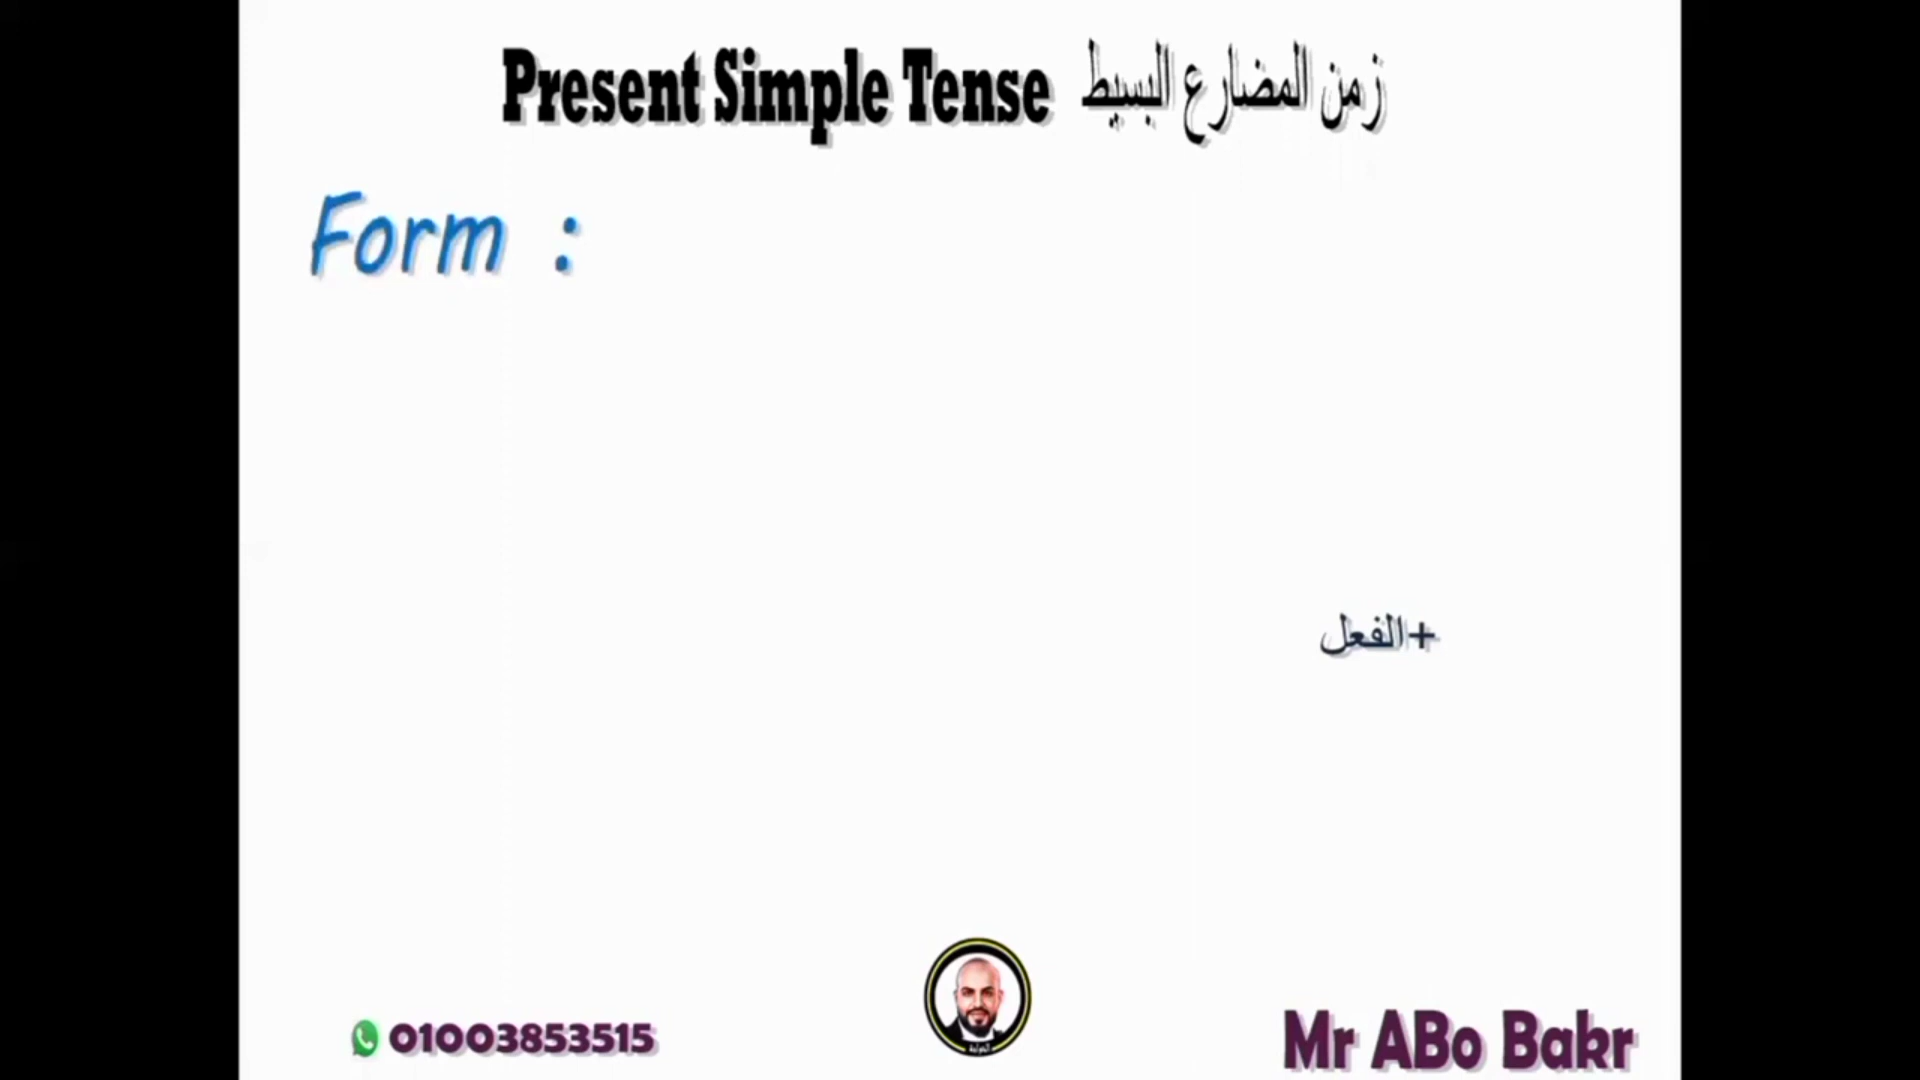 Present Simple Tense زمن المضارع البسيط
Form :
+الفعل
01003853515
Mr ABo Bakr